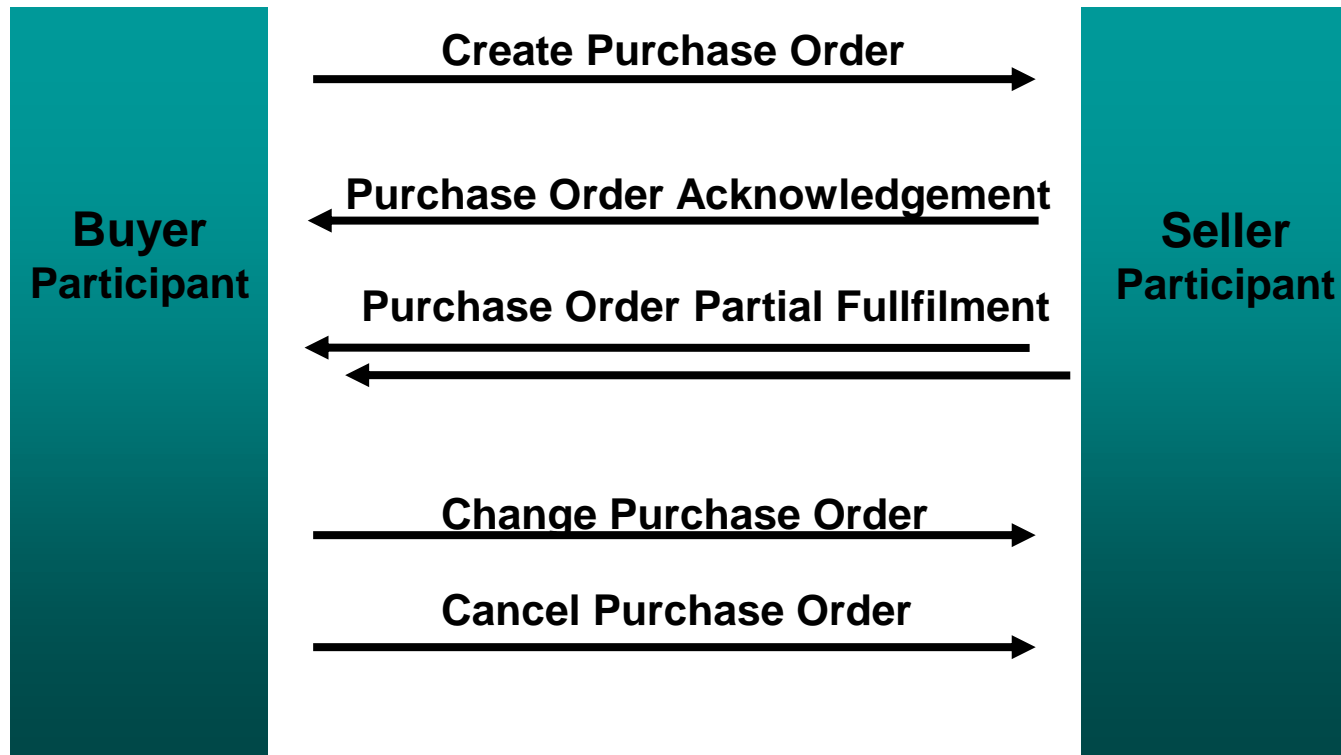 Create Purchase Order
Purchase Order Acknowledgement
Buyer
Participant
Seller
Participant
Purchase Order Partial Fullfilment
Change Purchase Order
Cancel Purchase Order